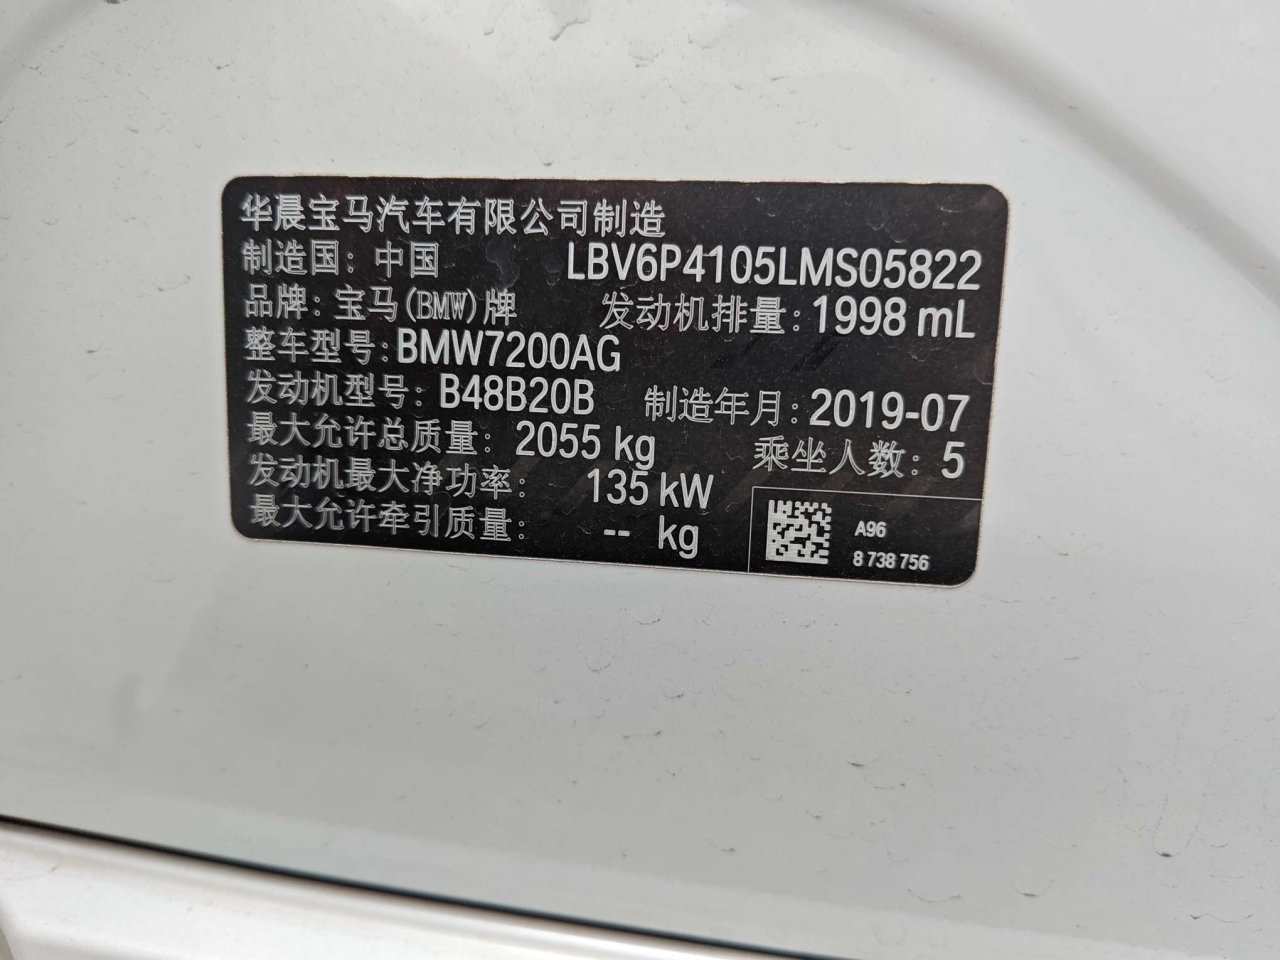 华晨宝马汽车有限公司制造
制造国: 中国 LBV6P4105LMS05822
品牌: 宝马(BMW)牌 发动机排量: 1998 mL
整车型号: BMW7200AG
发动机型号: B48B20B 制造年月: 2019-07
最大允许总质量: 2055 kg 乘坐人数: 5
发动机最大净功率: 135 kW
最大允许牵引质量: -- kg
A96
8 738 756